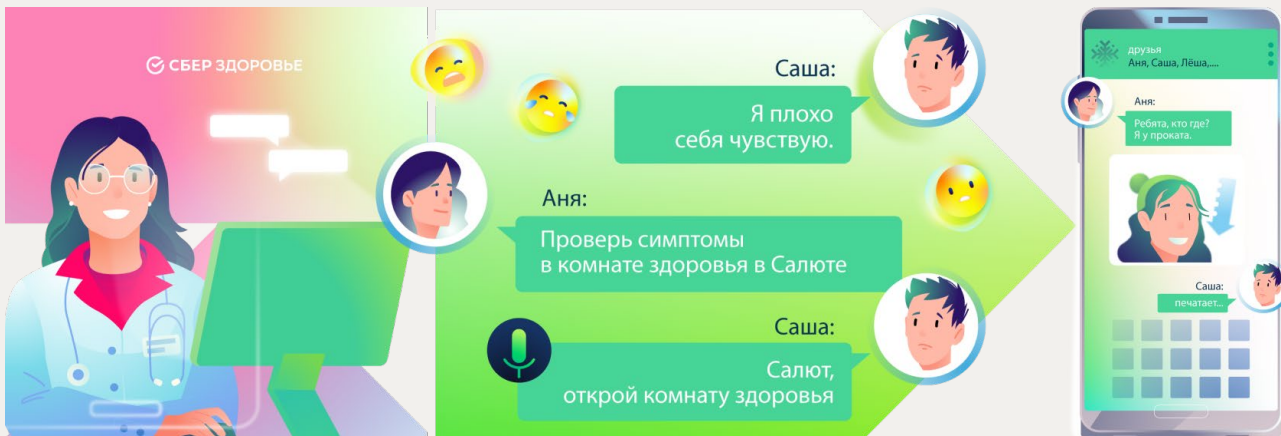 СБЕР ЗДОРОВЬЕ
Саша:
Я плохо
себя чувствую.
Аня:
Проверь симптомы
в комнате здоровья в Салюте
Саша:
Салют,
открой комнату здоровья
друзья
Аня, Саша, Лёша,....
Аня:
Ребята, кто где?
Я у проката.
Саша:
печатает...